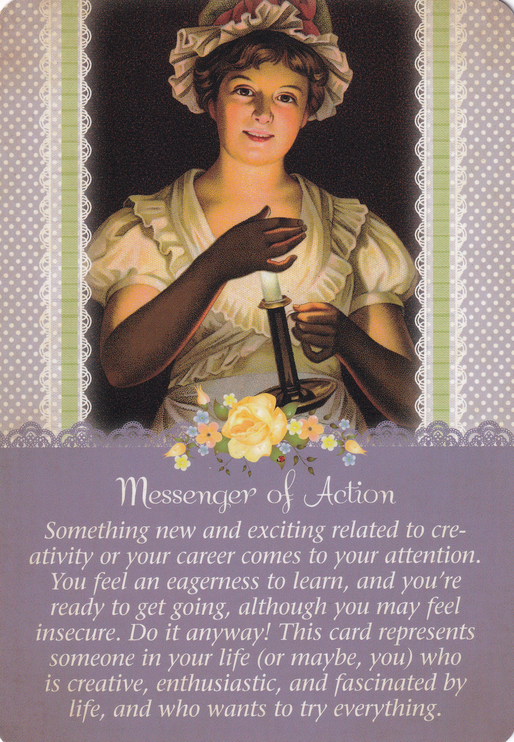 Messenger of Action
Something new and exciting related to cre-
ativity or your career comes to your attention.
You feel an eagerness to learn, and you're
ready to get going, although you may feel
insecure. Do it anyway! This card represents
someone in your life (or maybe, you) who
is creative, enthusiastic, and fascinated by
life, and who wants to try everything.